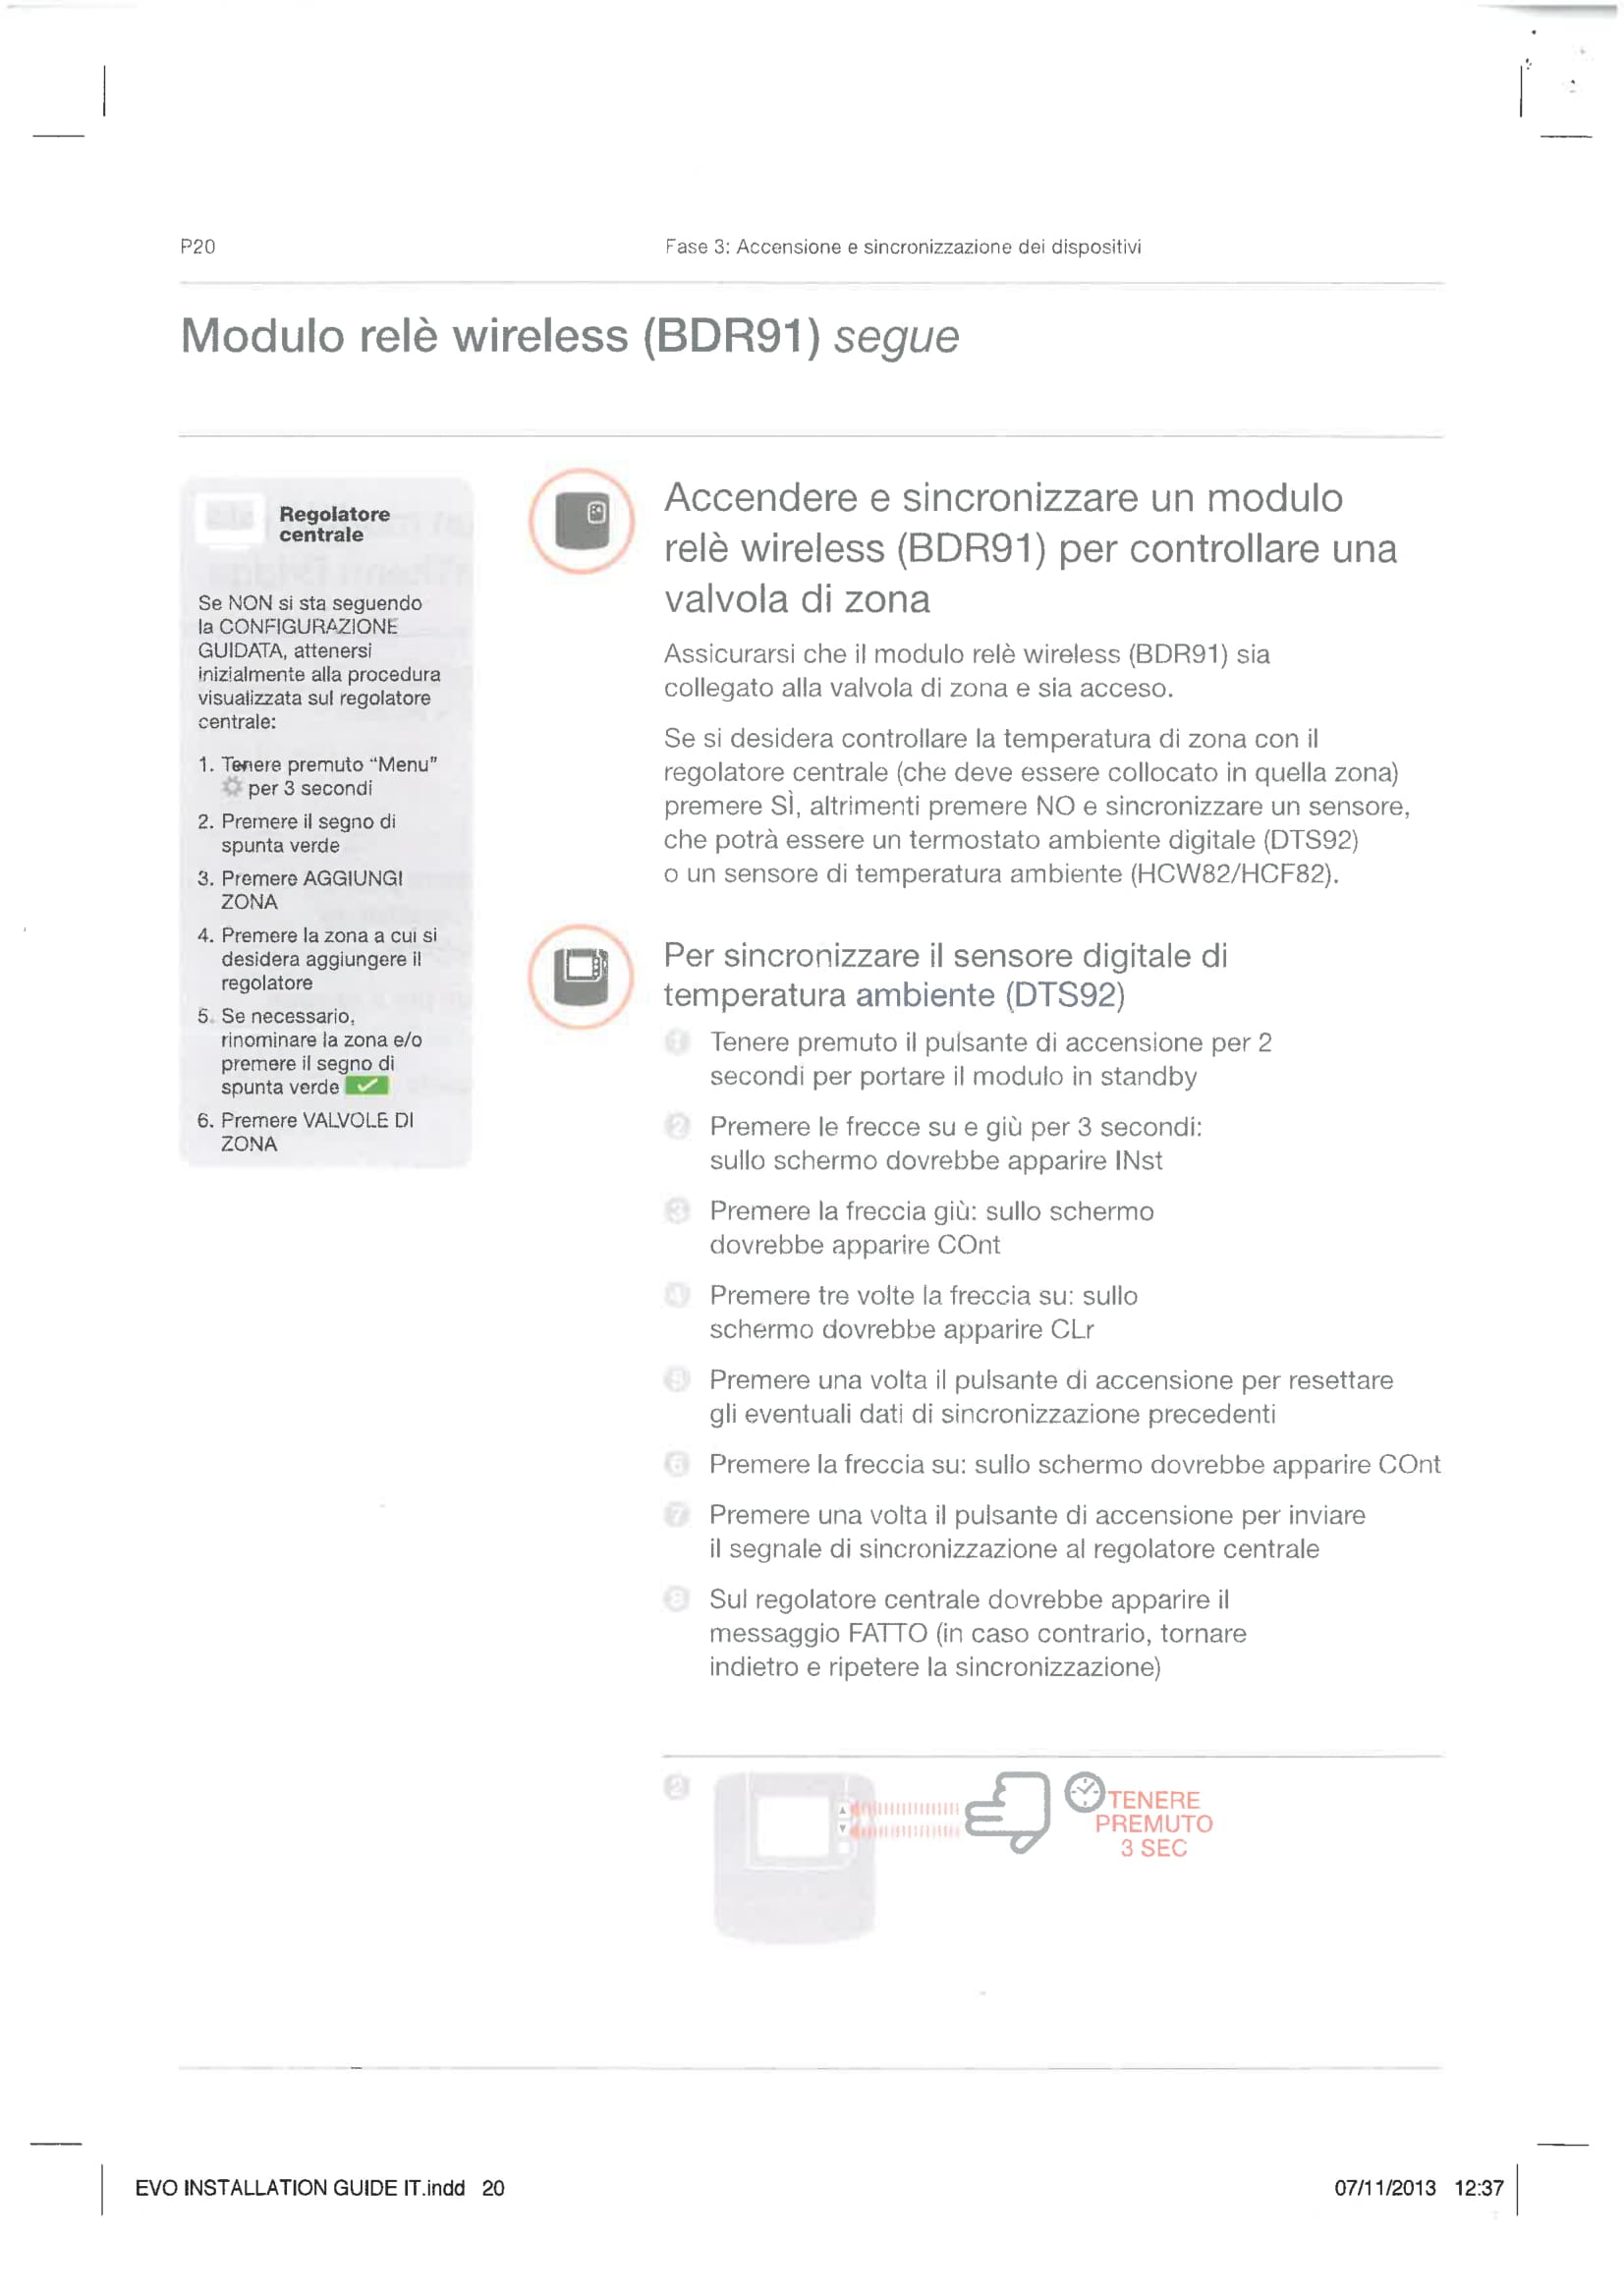 P20
Fase 3: Accensione e sincronizzazione dei dispositivi
Modulo relè wireless (BDR91) segue
Regolatore
centrale
Se NON si sta seguendo
la CONFIGURAZIONE
GUIDATA, attenersi
inizialmente alla procedura
visualizzata sul regolatore
centrale:
1. Tenere premuto “Menu”
per 3 secondi
2. Premere il segno di
spunta verde
3. Premere AGGIUNGI
ZONA
4. Premere la zona a cui si
desidera aggiungere il
regolatore
5. Se necessario,
rinominare la zona e/o
premere il segno di
spunta verde
6. Premere VALVOLE DI
ZONA
Accendere e sincronizzare un modulo
relè wireless (BDR91) per controllare una
valvola di zona
Assicurarsi che il modulo relè wireless (BDR91) sia
collegato alla valvola di zona e sia acceso.
Se si desidera controllare la temperatura di zona con il
regolatore centrale (che deve essere collocato in quella zona)
premere SÌ, altrimenti premere NO e sincronizzare un sensore,
che potrà essere un termostato ambiente digitale (DTS92)
o un sensore di temperatura ambiente (HCW82/HCF82).
Per sincronizzare il sensore digitale di
temperatura ambiente (DTS92)
1 Tenere premuto il pulsante di accensione per 2
secondi per portare il modulo in standby
2 Premere le frecce su e giù per 3 secondi:
sullo schermo dovrebbe apparire INst
3 Premere la freccia giù: sullo schermo
dovrebbe apparire COnt
4 Premere tre volte la freccia su: sullo
schermo dovrebbe apparire CLr
5 Premere una volta il pulsante di accensione per resettare
gli eventuali dati di sincronizzazione precedenti
6 Premere la freccia su: sullo schermo dovrebbe apparire COnt
7 Premere una volta il pulsante di accensione per inviare
il segnale di sincronizzazione al regolatore centrale
8 Sul regolatore centrale dovrebbe apparire il
messaggio FATTO (in caso contrario, tornare
indietro e ripetere la sincronizzazione)
2
TENERE
PREMUTO
3 SEC
EVO INSTALLATION GUIDE IT.indd 20
07/11/2013 12:37